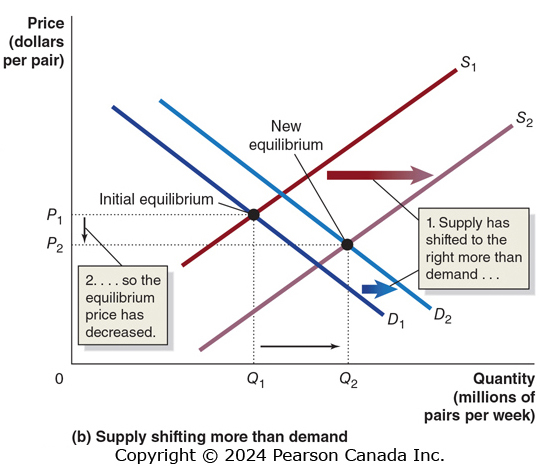 Price
(dollars
per pair)
S1
S2
New
equilibrium
Initial equilibrium
P1
P2
1. Supply has
shifted to the
right more than
demand . . .
2. . . . so the
equilibrium
price has
decreased.
D1
D2
0
Q1
Q2
Quantity
(millions of
pairs per week)
(b) Supply shifting more than demand
Copyright © 2024 Pearson Canada Inc.